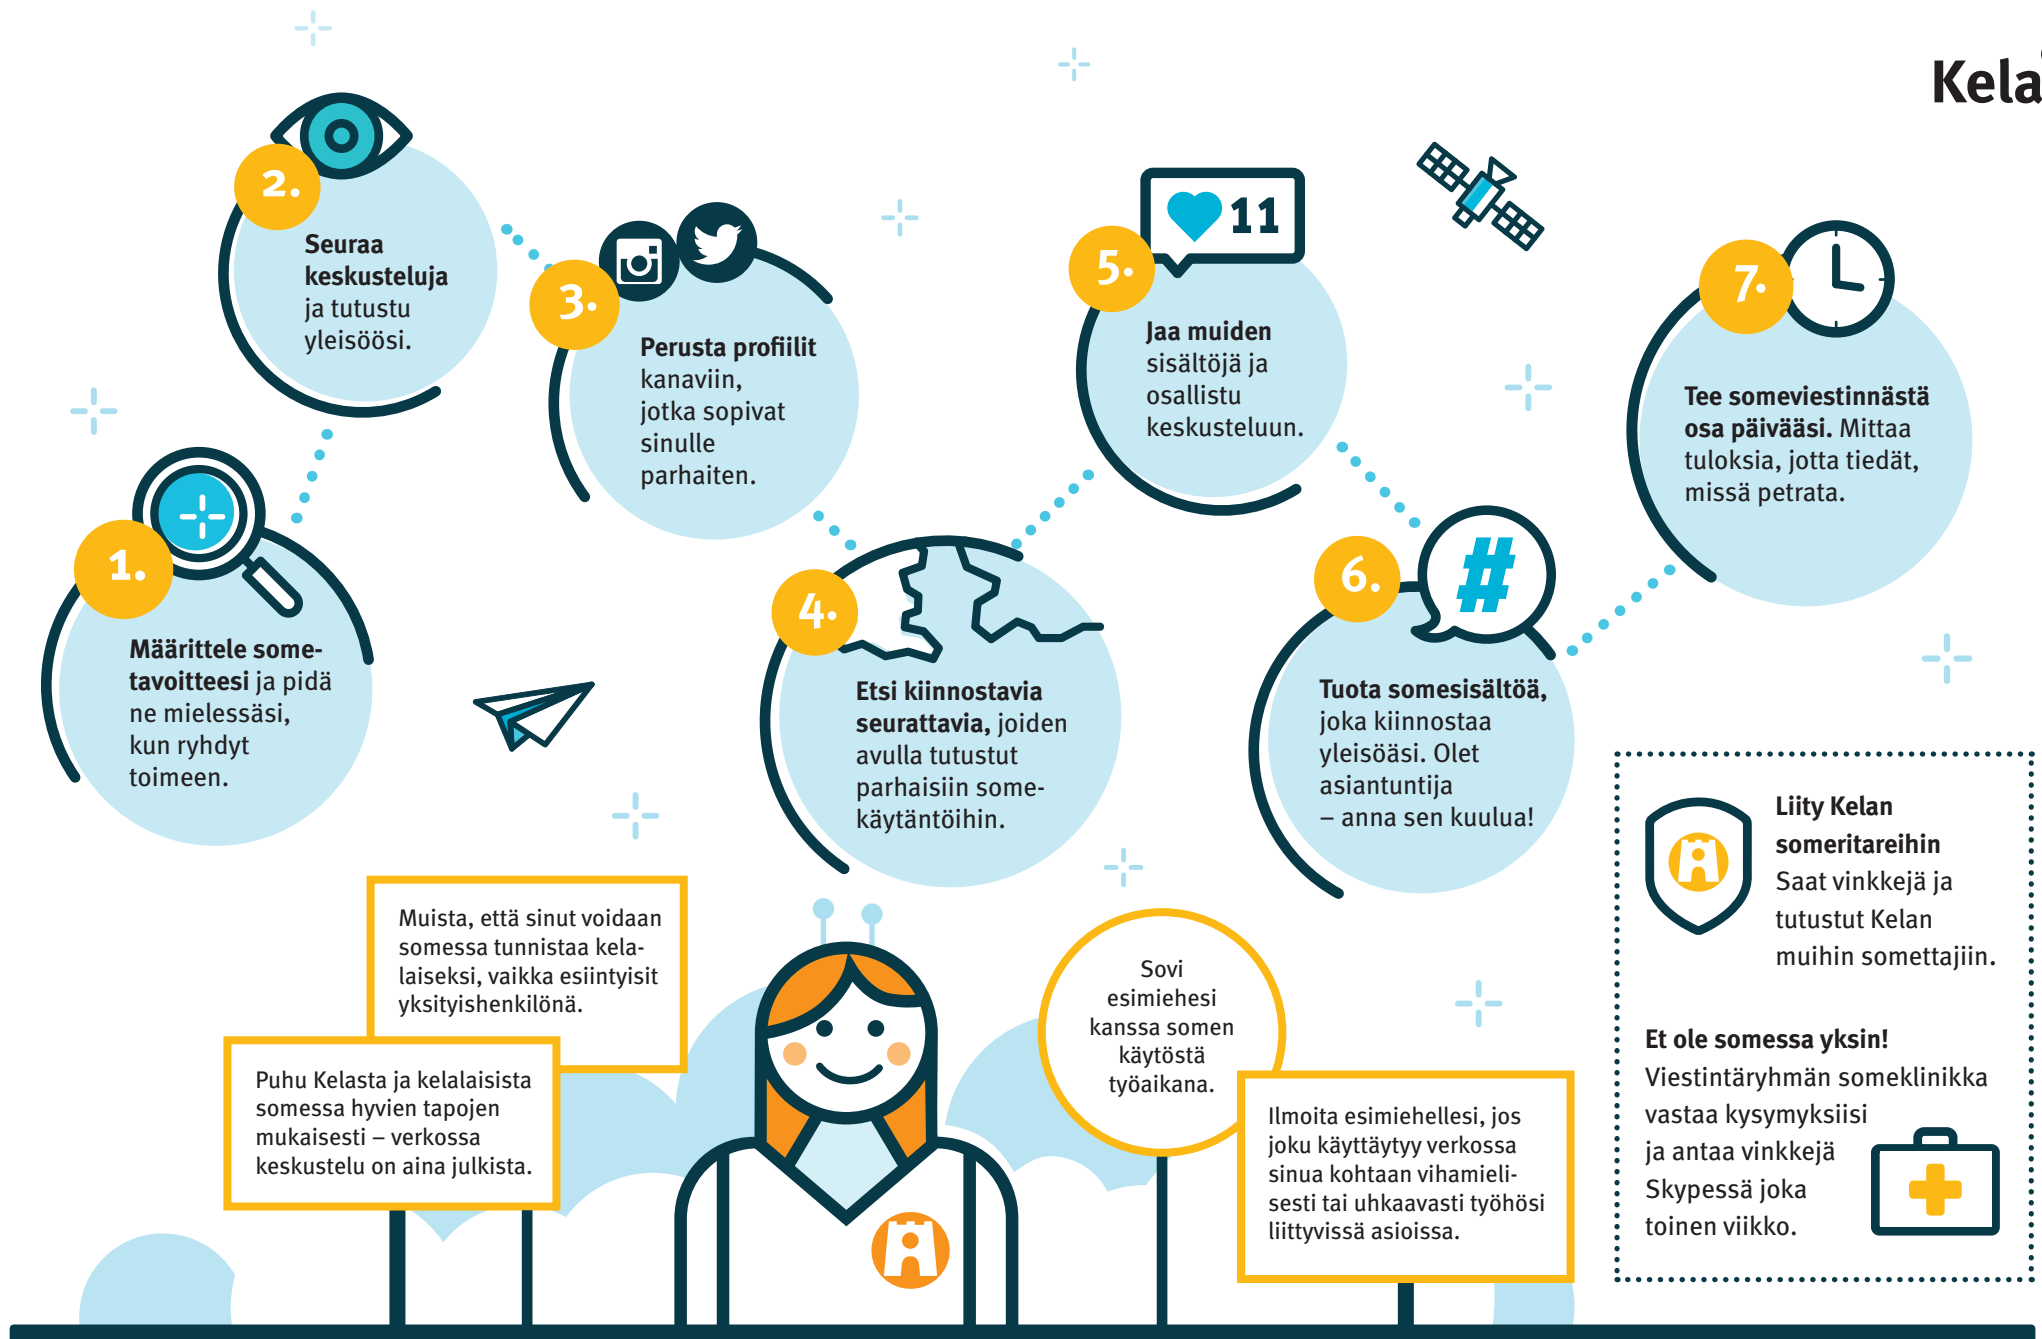 Kela
1.
Määrittele some-
tavoitteesi ja pidä
ne mielessäsi,
kun ryhdyt
toimeen.
2.
Seuraa
keskusteluja
ja tutustu
yleisöösi.
3.
Perusta profiilit
kanaviin,
jotka sopivat
sinulle
parhaiten.
4.
Etsi kiinnostavia
seurattavia, joiden
avulla tutustut
parhaisiin some-
käytäntöihin.
5.
11
Jaa muiden
sisältöjä ja
osallistu
keskusteluun.
6.
#
Tuota somesisältöä,
joka kiinnostaa
yleisöäsi. Olet
asiantuntija
– anna sen kuulua!
7.
Tee someviestinnästä
osa päivääsi. Mittaa
tuloksia, jotta tiedät,
missä petrata.
Muista, että sinut voidaan
somessa tunnistaa kela-
laiseksi, vaikka esiintyisit
yksityishenkilönä.
Puhu Kelasta ja kelalaisista
somessa hyvien tapojen
mukaisesti – verkossa
keskustelu on aina julkista.
Sovi
esimiehesi
kanssa somen
käytöstä
työaikana.
Ilmoita esimiehellesi, jos
joku käyttäytyy verkossa
sinua kohtaan vihamieli-
sesti tai uhkaavasti työhösi
liittyvissä asioissa.
Liity Kelan
someritareihin
Saat vinkkejä ja
tutustut Kelan
muihin somettajiin.
Et ole somessa yksin!
Viestintäryhmän someklinikka
vastaa kysymyksiisi
ja antaa vinkkejä
Skypessä joka
toinen viikko.